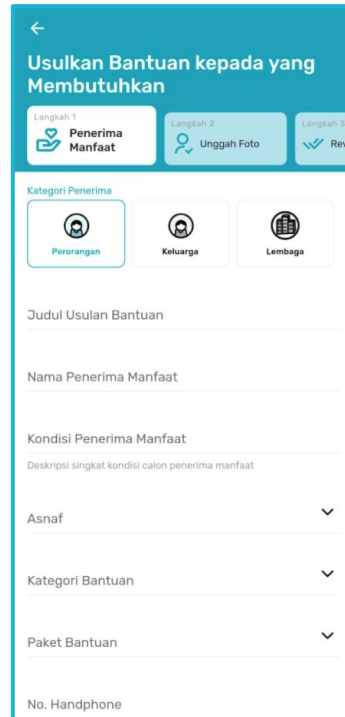 Usulkan Bantuan kepada yang
Membutuhkan
Langkah 1
Penerima
Manfaat
Langkah 2
Unggah Foto
Langkah 3
Rev
Kategori Penerima
Perorangan
Keluarga
Lembaga
Judul Usulan Bantuan
Nama Penerima Manfaat
Kondisi Penerima Manfaat
Deskripsi singkat kondisi calon penerima manfaat
Asnaf
Kategori Bantuan
Paket Bantuan
No. Handphone